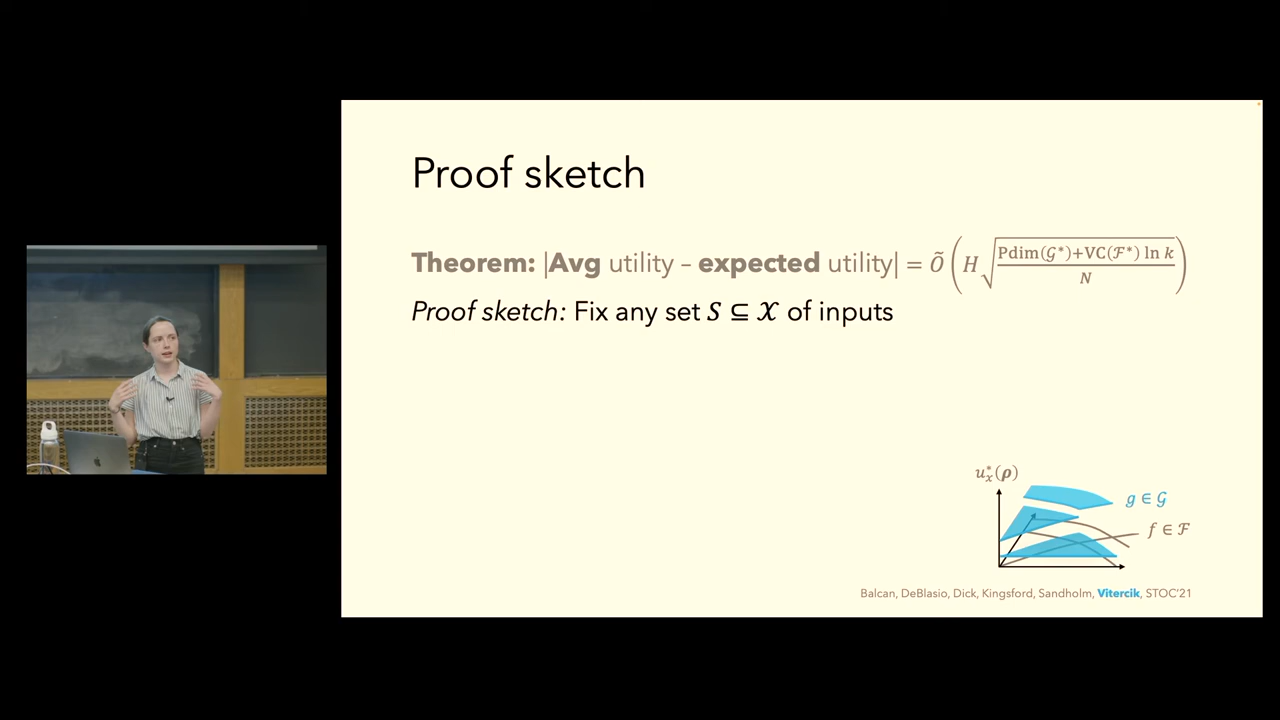 Proof sketch
Theorem: |Avg utility – expected utility| = Õ(H√((Pdim(𝒢*)+VC(ℱ*) ln k)/N))
Proof sketch: Fix any set S ⊆ 𝒳 of inputs
u*ₓ(ρ)
g ∈ 𝒢
f ∈ ℱ
Balcan, DeBlasio, Dick, Kingsford, Sandholm, Vitercik, STOC'21